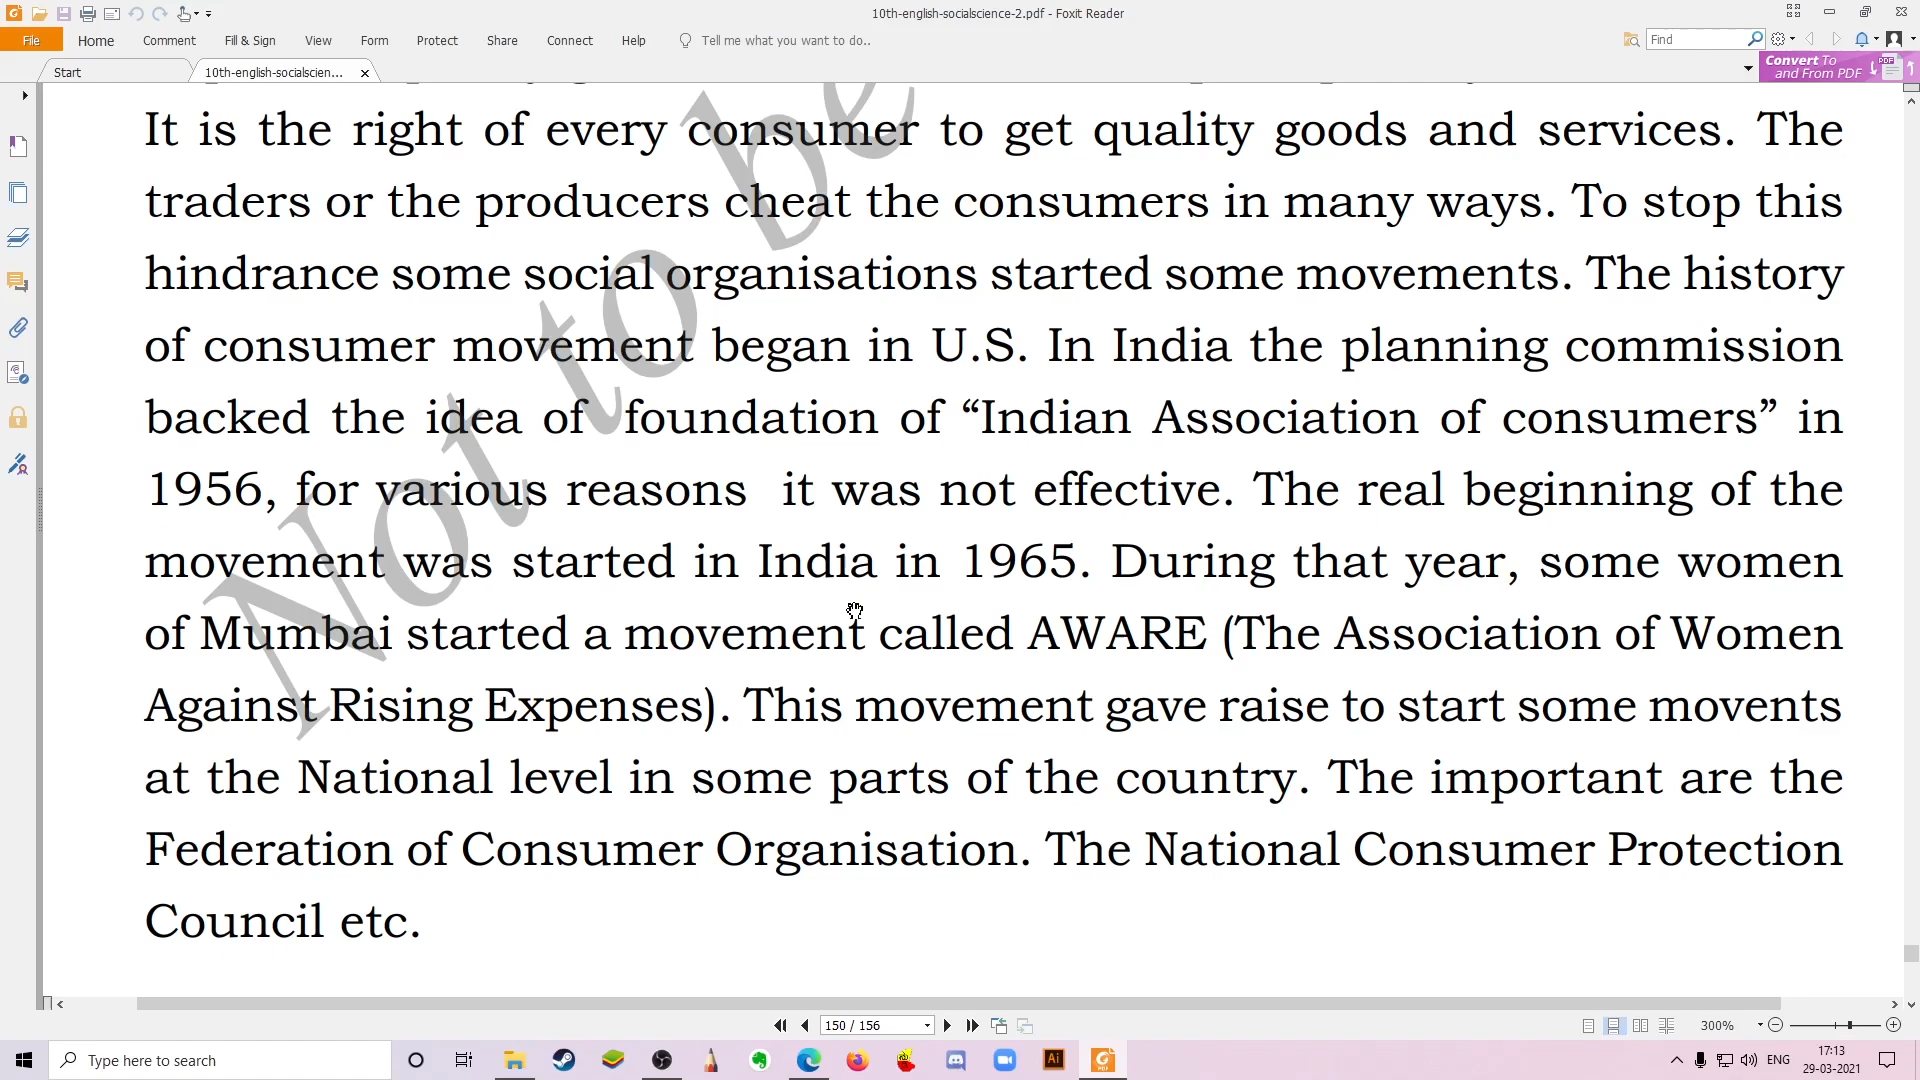 10th-english-socialscience-2.pdf - Foxit Reader
File Home Comment Fill & Sign View Form Protect Share Connect Help Tell me what you want to do.. Find
Start 10th-english-socialscien... Convert To and From PDF PDF
It is the right of every consumer to get quality goods and services. The
traders or the producers cheat the consumers in many ways. To stop this
hindrance some social organisations started some movements. The history
of consumer movement began in U.S. In India the planning commission
backed the idea of foundation of “Indian Association of consumers” in
1956, for various reasons it was not effective. The real beginning of the
movement was started in India in 1965. During that year, some women
of Mumbai started a movement called AWARE (The Association of Women
Against Rising Expenses). This movement gave raise to start some movents
at the National level in some parts of the country. The important are the
Federation of Consumer Organisation. The National Consumer Protection
Council etc.
Not to be
150 / 156 300%
Type here to search Ai PDF ENG 17:13
29-03-2021